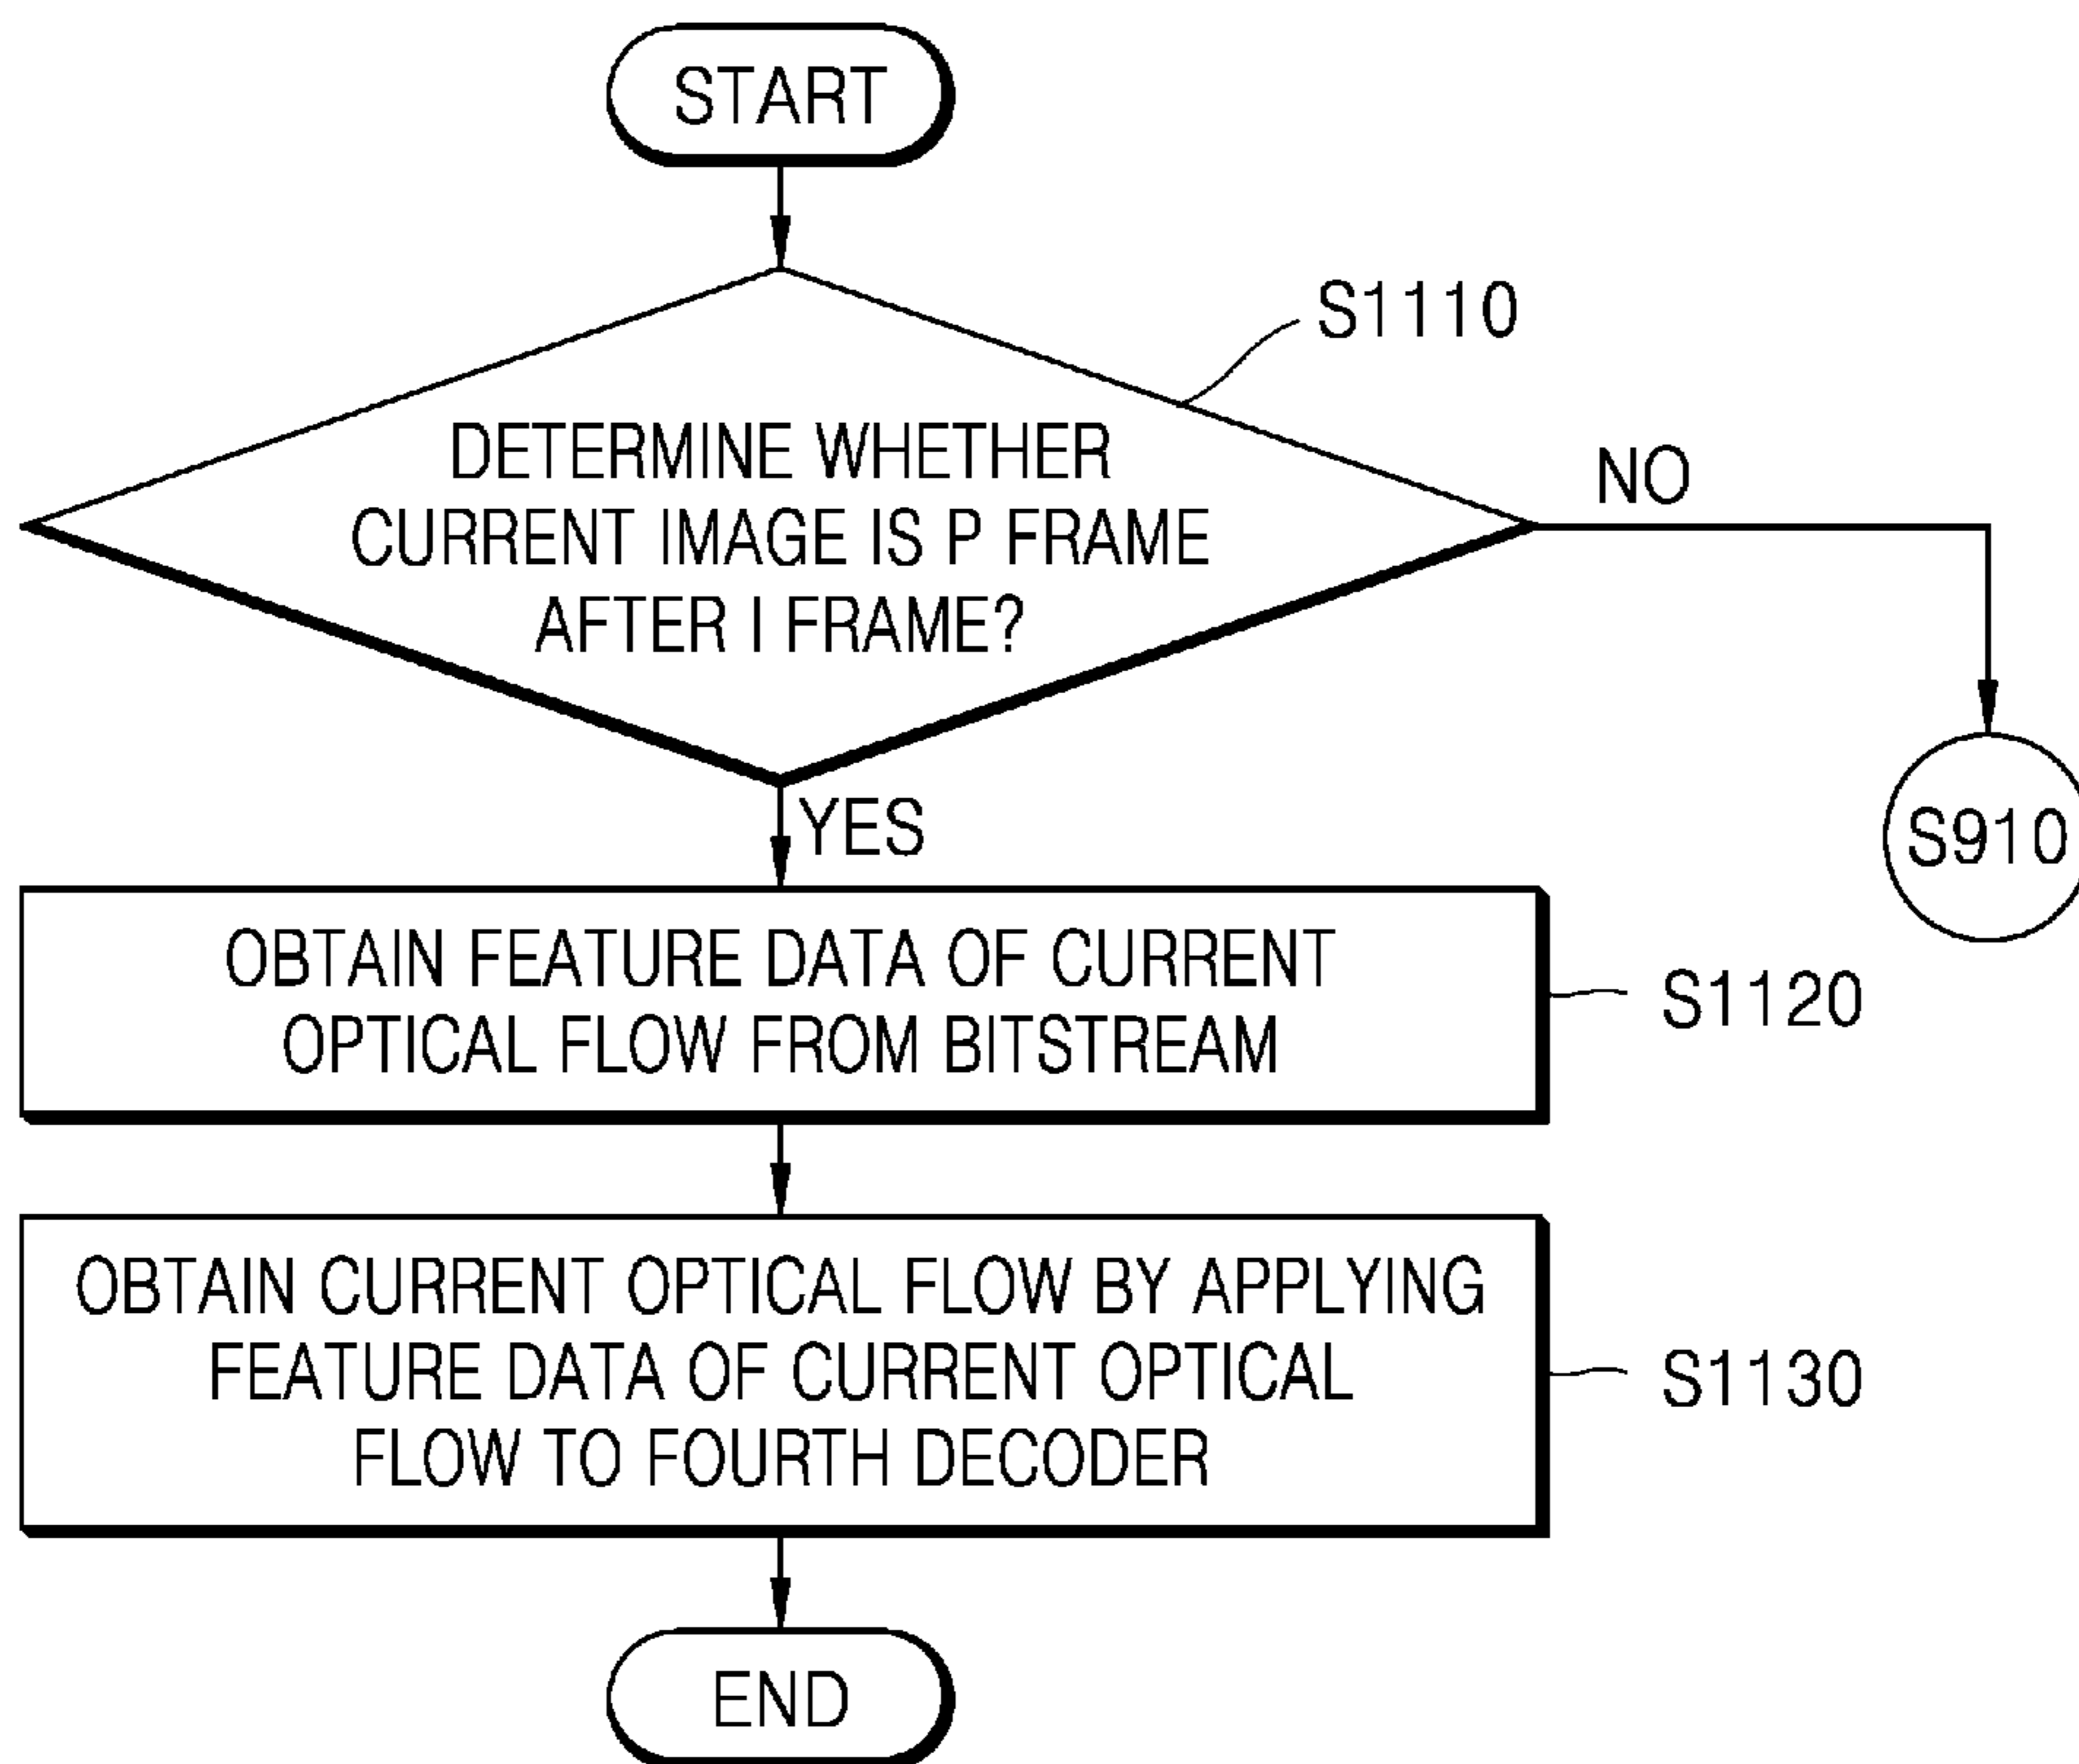 START
S1110
DETERMINE WHETHER
CURRENT IMAGE IS P FRAME
AFTER I FRAME?
NO
YES
S910
OBTAIN FEATURE DATA OF CURRENT
OPTICAL FLOW FROM BITSTREAM
S1120
OBTAIN CURRENT OPTICAL FLOW BY APPLYING
FEATURE DATA OF CURRENT OPTICAL
FLOW TO FOURTH DECODER
S1130
END